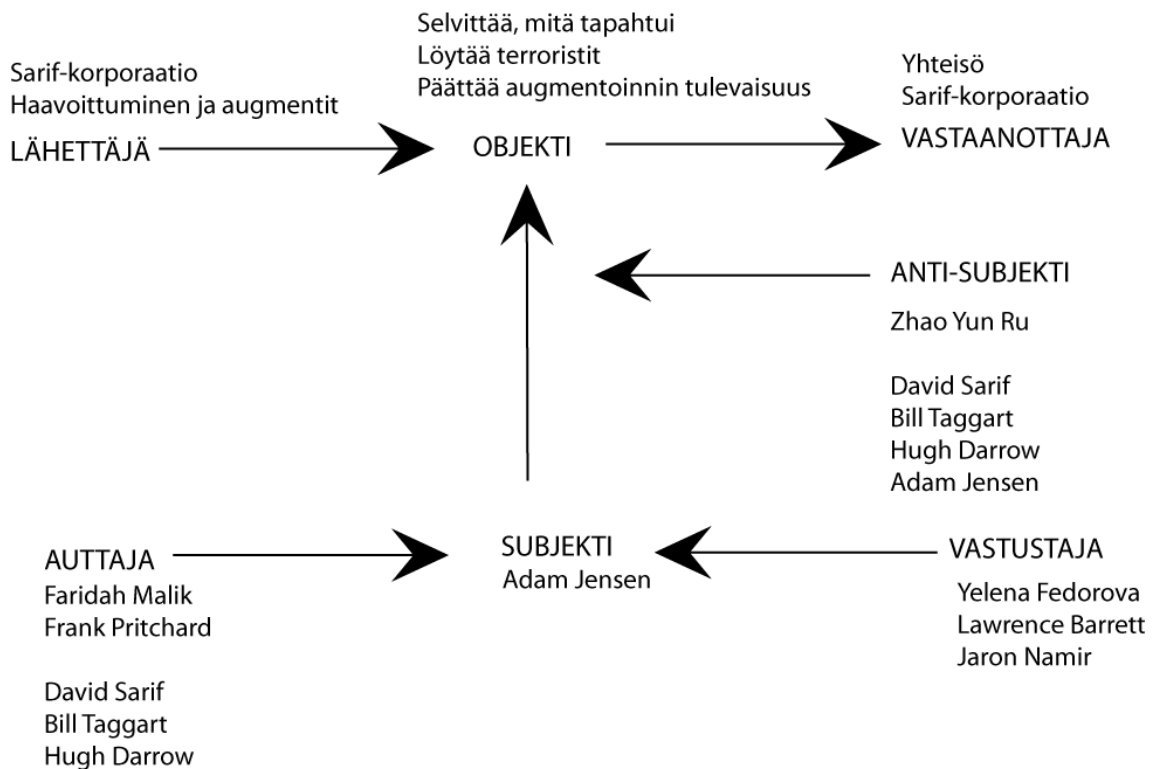 Sarif-korporaatio
Haavoittuminen ja augmentit
LÄHETTÄJÄ
Selvittää, mitä tapahtui
Löytää terroristit
Päättää augmentoinnin tulevaisuus
OBJEKTI
Yhteisö
Sarif-korporaatio
VASTAANOTTAJA
ANTI-SUBJEKTI
Zhao Yun Ru
David Sarif
Bill Taggart
Hugh Darrow
Adam Jensen
AUTTAJA
Faridah Malik
Frank Pritchard
David Sarif
Bill Taggart
Hugh Darrow
SUBJEKTI
Adam Jensen
VASTUSTAJA
Yelena Fedorova
Lawrence Barrett
Jaron Namir